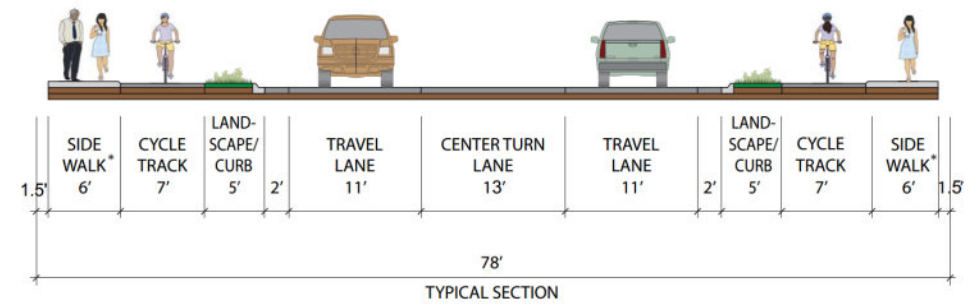 LAND-
SCAPE/
CURB
5'
LAND-
SCAPE/
CURB
5'
1.5'
SIDE
WALK*
6'
CYCLE
TRACK
7'
2'
TRAVEL
LANE
11'
CENTER TURN
LANE
13'
TRAVEL
LANE
11'
2'
CYCLE
TRACK
7'
SIDE
WALK*
6'
1.5'
78'
TYPICAL SECTION